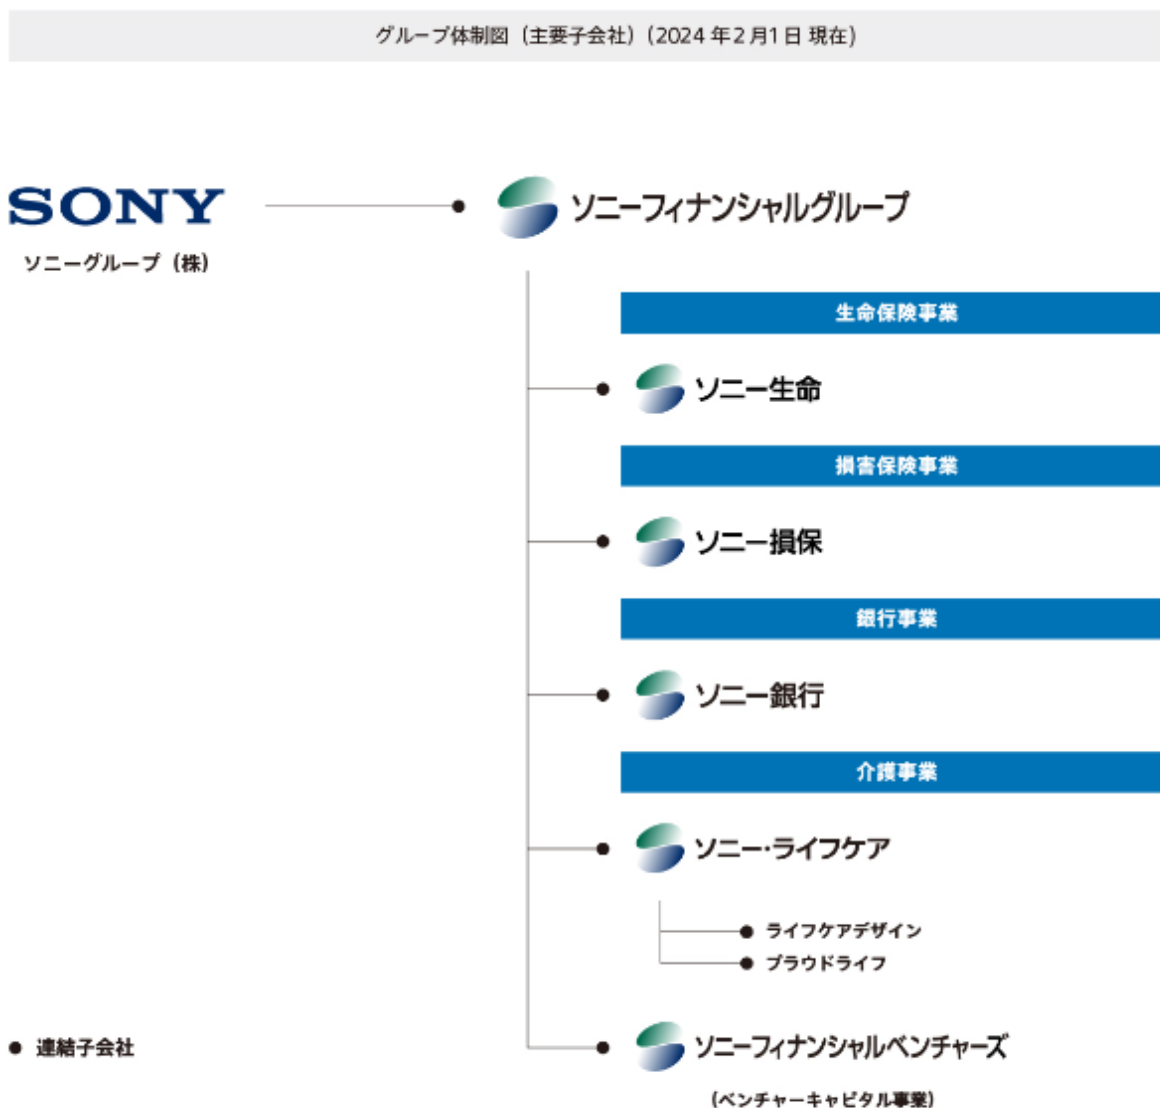 グループ体制図（主要子会社）（2024年2月1日 現在)
SONY
ソニーグループ（株）
ソニーフィナンシャルグループ
生命保険事業
ソニー生命
損害保険事業
ソニー損保
銀行事業
ソニー銀行
介護事業
ソニー・ライフケア
ライフケアデザイン
プラウドライフ
ソニーフィナンシャルベンチャーズ
（ベンチャーキャピタル事業）
連結子会社